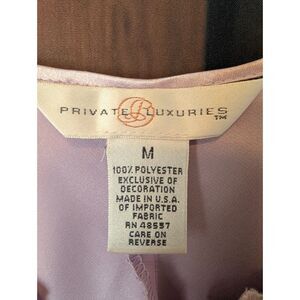 PRIVATE LUXURIES
TM
M
100% POLYESTER
EXCLUSIVE OF
DECORATION
MADE IN U.S.A.
OF IMPORTED
FABRIC
RN 48557
CARE ON
REVERSE